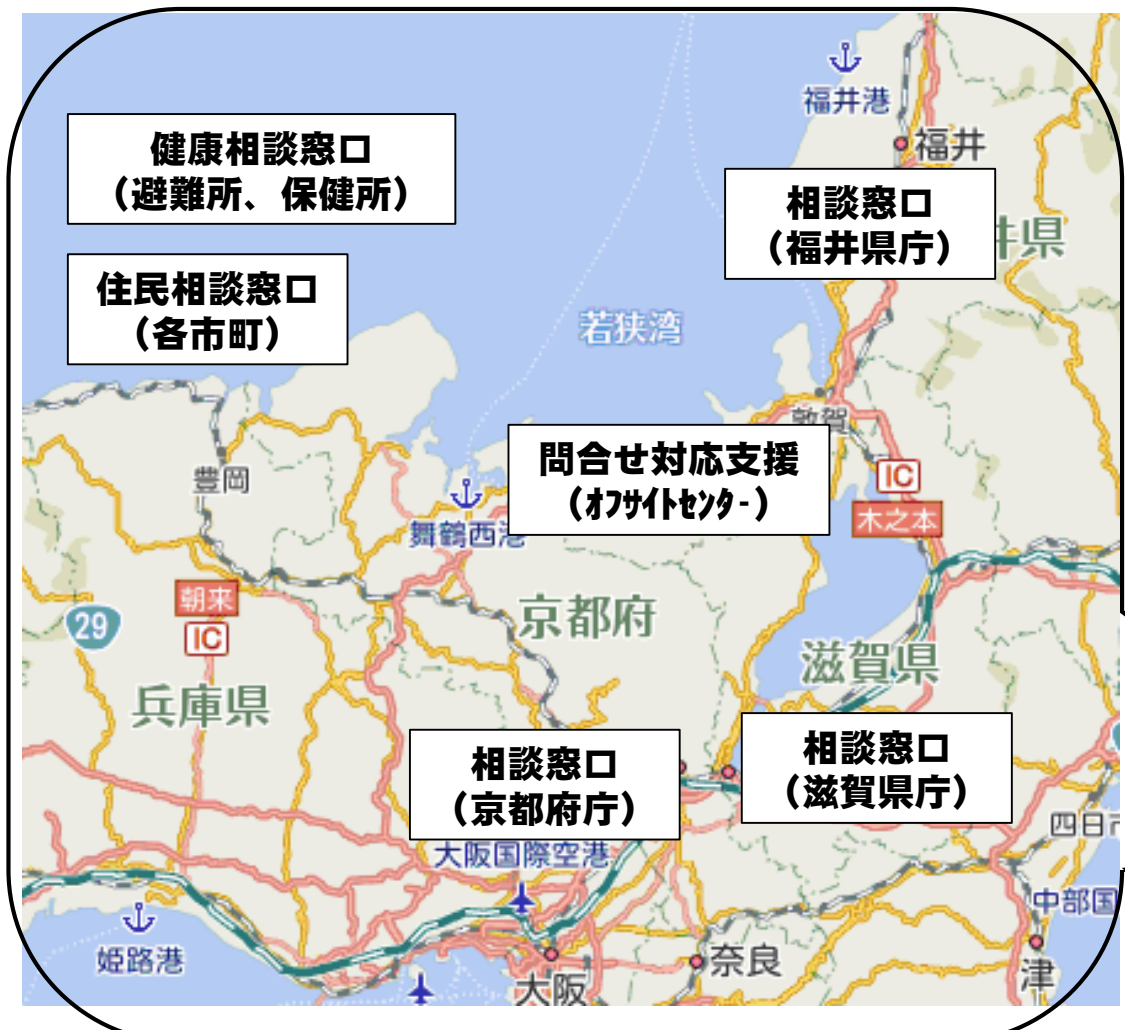 福井港
福井
健康相談窓口
（避難所、保健所）
相談窓口
（福井県庁）
井県
住民相談窓口
（各市町）
若狭湾
敦賀
問合せ対応支援
（ｵﾌｻｲﾄｾﾝﾀ-）
豊岡
IC
木之本
舞鶴西港
朝来
IC
29
京都府
滋賀県
兵庫県
相談窓口
（京都府庁）
相談窓口
（滋賀県庁）
四日市
大阪国際空港
中部国
姫路港
奈良
大阪
津